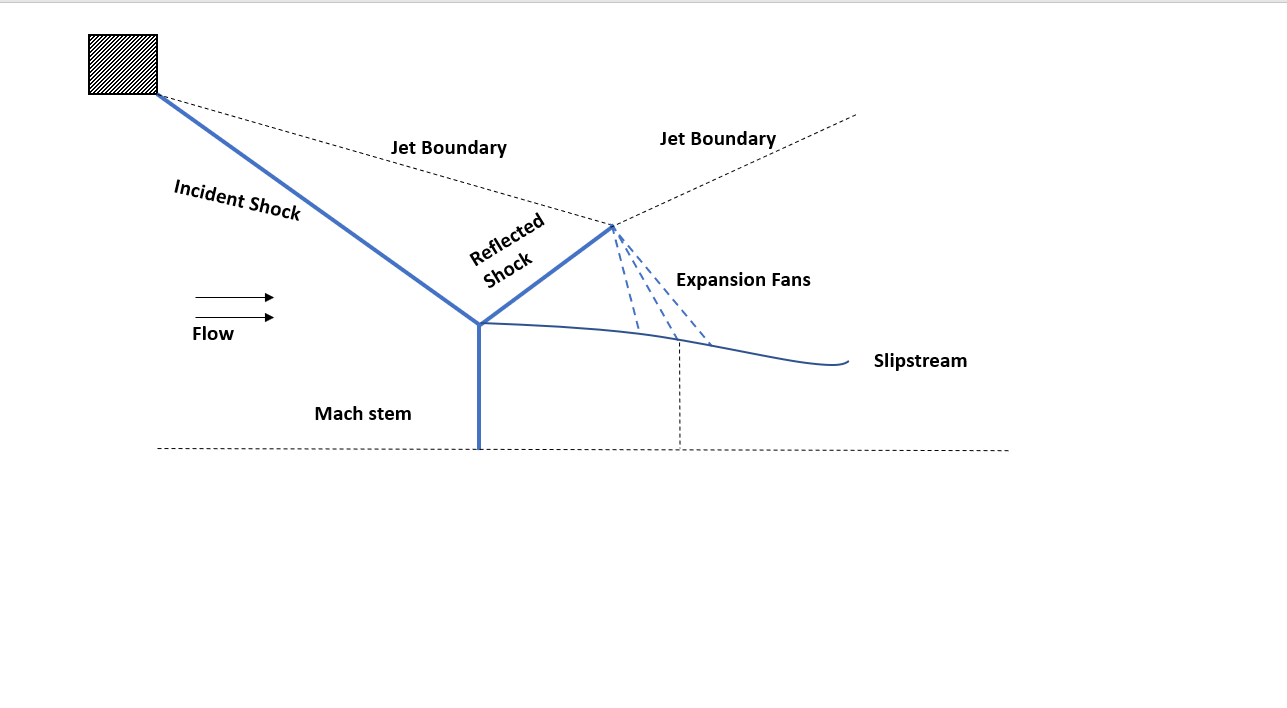 Jet Boundary
Jet Boundary
Incident Shock
Reflected
Shock
Expansion Fans
Flow
Slipstream
Mach stem